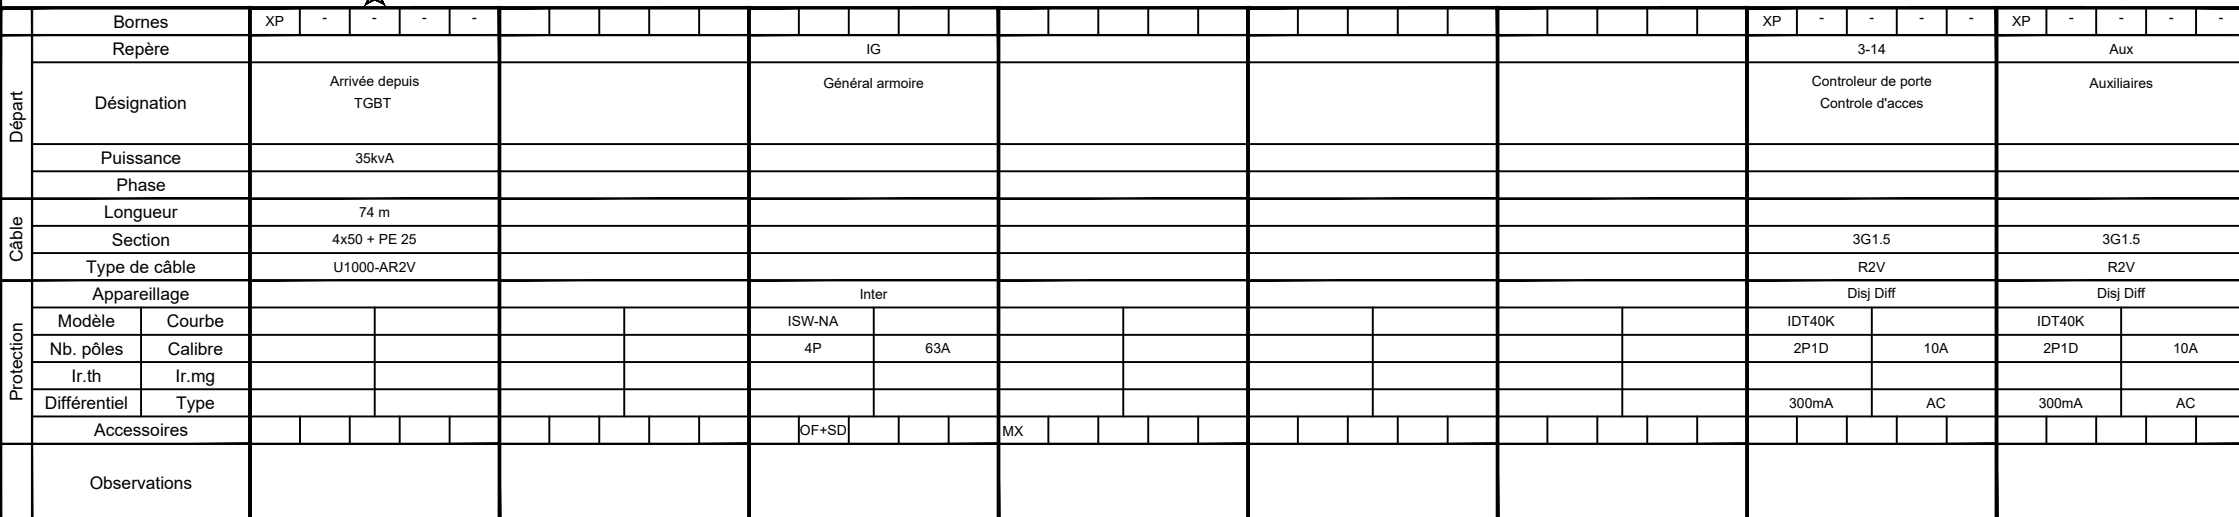 Bornes XP - - - - XP - - - - XP - - - -
Départ
Repère IG 3-14 Aux
Désignation
Arrivée depuis
TGBT
Général armoire
Controleur de porte
Controle d'acces
Auxiliaires
Puissance 35kvA
Phase
Câble
Longueur 74 m
Section 4x50 + PE 25 3G1.5 3G1.5
Type de câble U1000-AR2V R2V R2V
Protection
Appareillage Inter Disj Diff Disj Diff
Modèle Courbe ISW-NA IDT40K IDT40K
Nb. pôles Calibre 4P 63A 2P1D 10A 2P1D 10A
Ir.th Ir.mg
Différentiel Type 300mA AC 300mA AC
Accessoires OF+SD MX
Observations